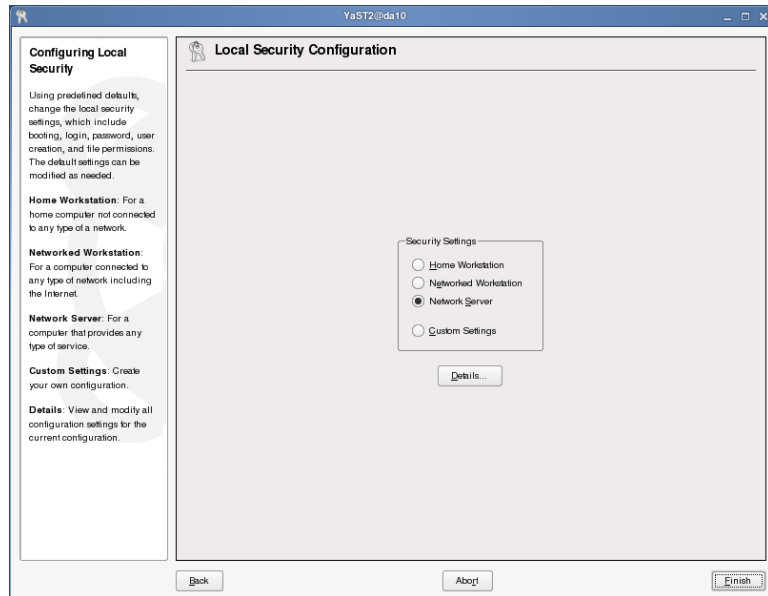 YaST2@da10
Configuring Local
Security
Using predefined defaults,
change the local security
settings, which include
booting, login, password, user
creation, and file permissions.
The default settings can be
modified as needed.
Home Workstation: For a
home computer not connected
to any type of a network.
Networked Workstation:
For a computer connected to
any type of network including
the Internet.
Network Server: For a
computer that provides any
type of service.
Custom Settings: Create
your own configuration.
Details: View and modify all
configuration settings for the
current configuration.
Local Security Configuration
Security Settings
Home Workstation
Networked Workstation
Network Server
Custom Settings
Details...
Back
Abort
Finish